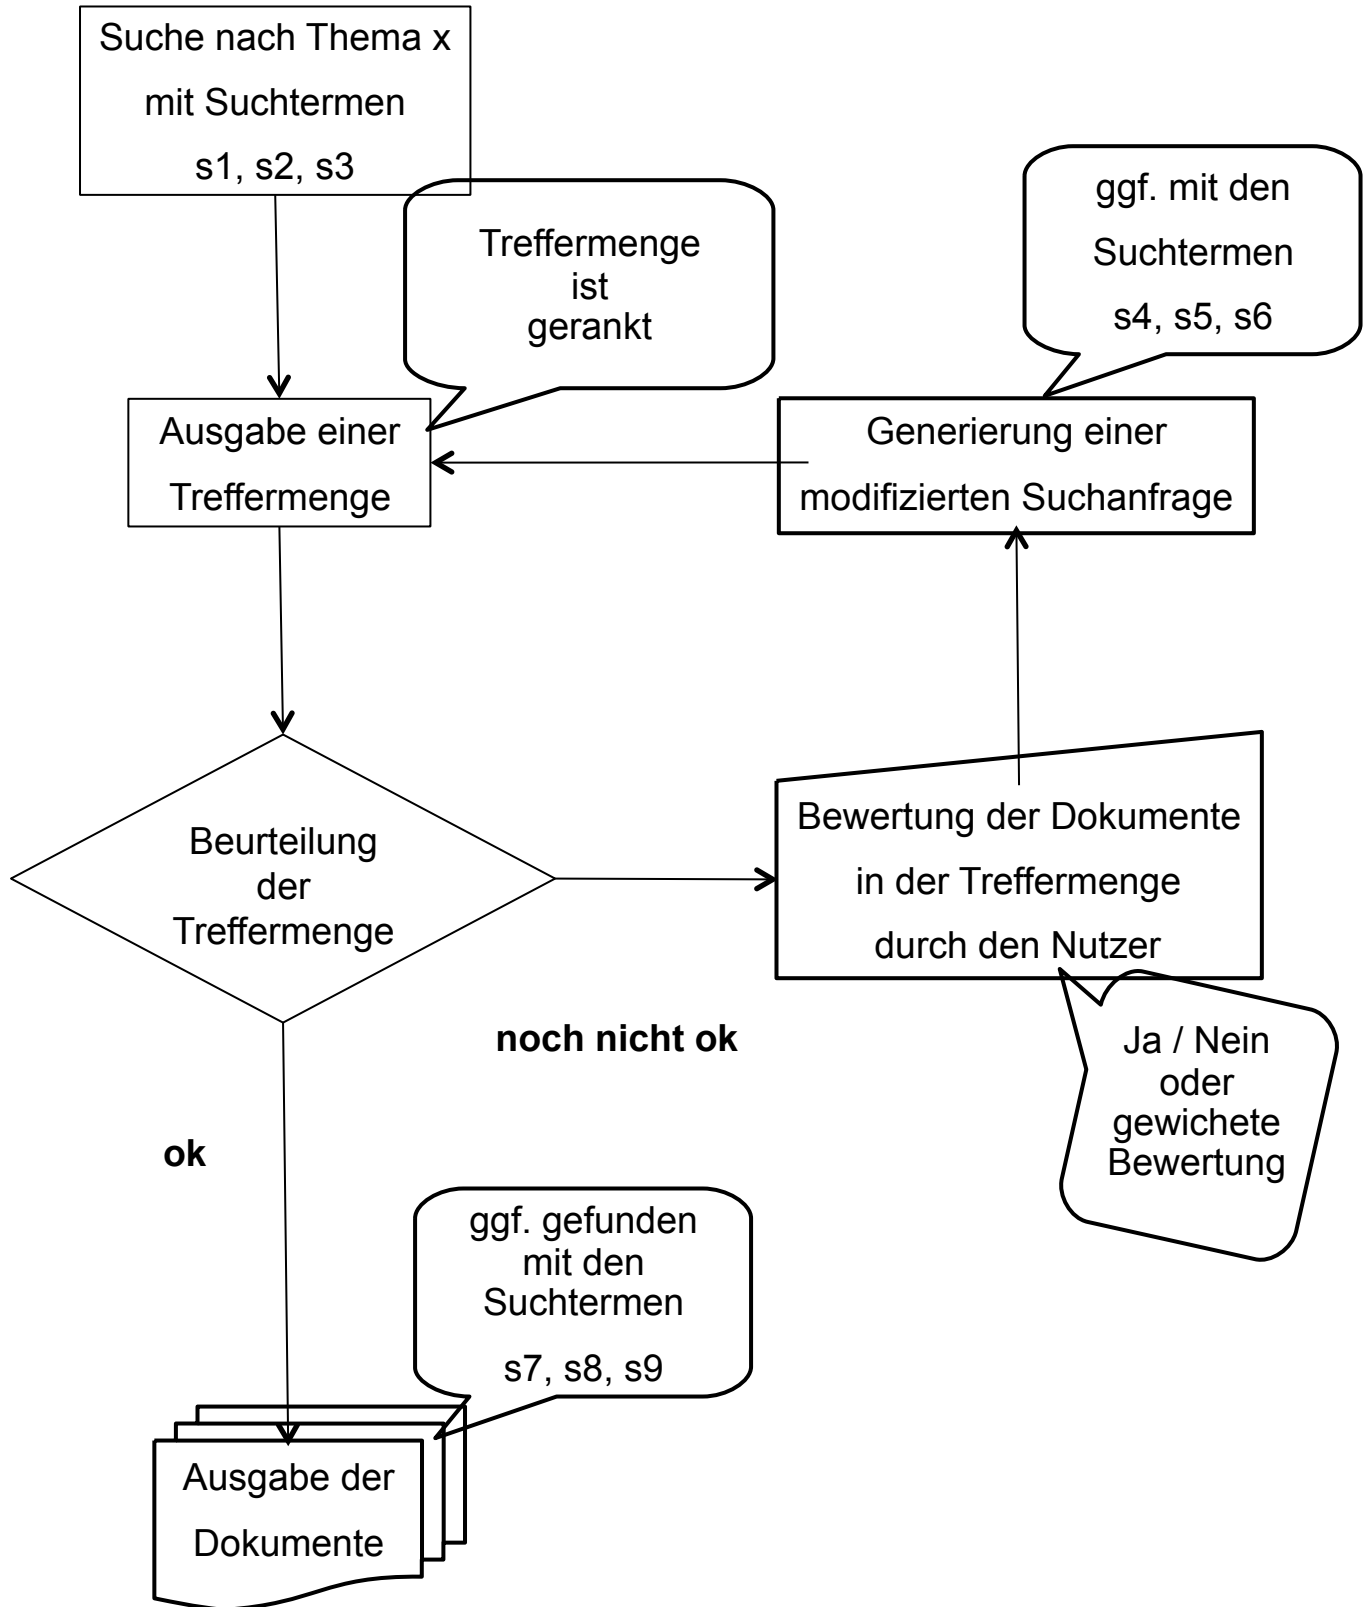 Suche nach Thema x
mit Suchtermen
s1, s2, s3
Treffermenge
ist
gerankt
ggf. mit den
Suchtermen
s4, s5, s6
Ausgabe einer
Treffermenge
Generierung einer
modifizierten Suchanfrage
Beurteilung
der
Treffermenge
Bewertung der Dokumente
in der Treffermenge
durch den Nutzer
noch nicht ok
Ja / Nein
oder
gewichete
Bewertung
ok
ggf. gefunden
mit den
Suchtermen
s7, s8, s9
Ausgabe der
Dokumente